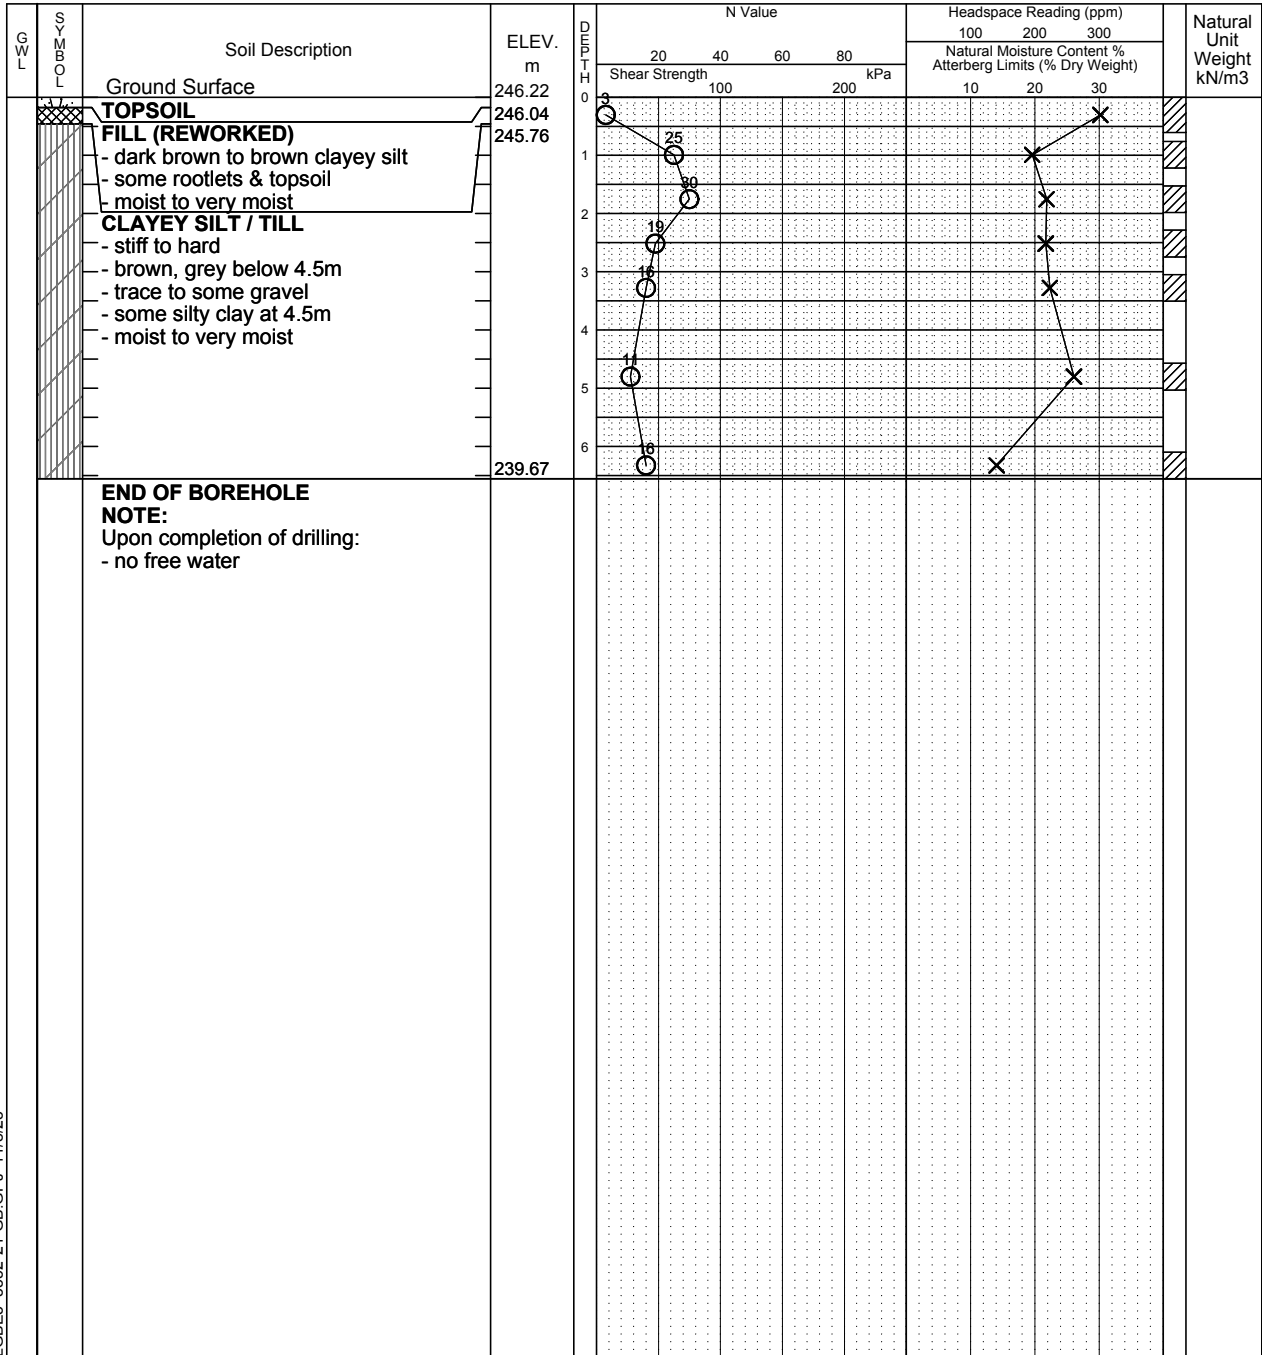 GWL
SYMBOL
Soil Description
Ground Surface
ELEV.
m
DEPTH
N Value
20 40 60 80
Shear Strength kPa
100 200
Headspace Reading (ppm)
100 200 300
Natural Moisture Content %
Atterberg Limits (% Dry Weight)
10 20 30
Natural
Unit
Weight
kN/m3
246.22
0
TOPSOIL
246.04
3
FILL (REWORKED)
245.76
25
- dark brown to brown clayey silt
1
- some rootlets & topsoil
30
- moist to very moist
2
CLAYEY SILT / TILL
19
- stiff to hard
- brown, grey below 4.5m
3
16
- trace to some gravel
- some silty clay at 4.5m
4
- moist to very moist
11
5
6
16
239.67
END OF BOREHOLE
NOTE:
Upon completion of drilling:
- no free water